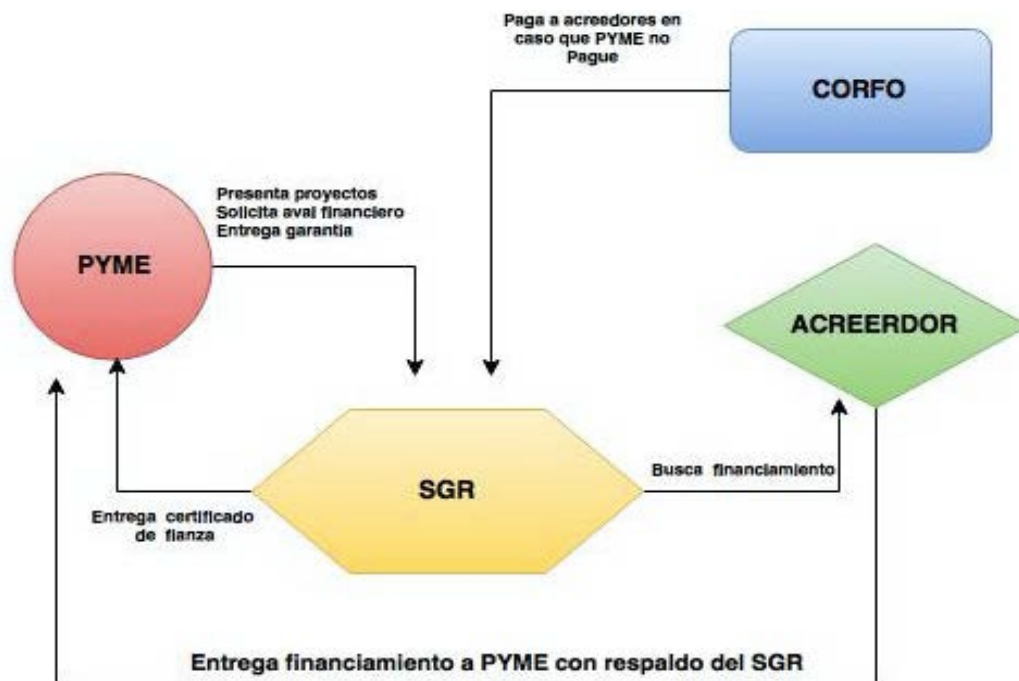 Paga a acreedores en
caso que PYME no
Pague
CORFO
Presenta proyectos
Solicita aval financiero
Entrega garantia
PYME
ACREERDOR
SGR
Busca financiamiento
Entrega certificado
de fianza
Entrega financiamiento a PYME con respaldo del SGR